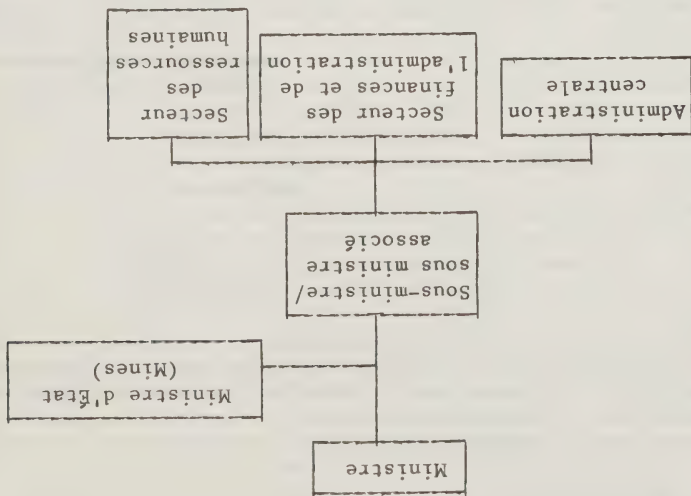 Ministre
Ministre d'État
(Mines)
Sous-ministre/
sous ministre
associé
Administration
centrale
Secteur des
finances et de
l'administration
Secteur
des
ressources
humaines